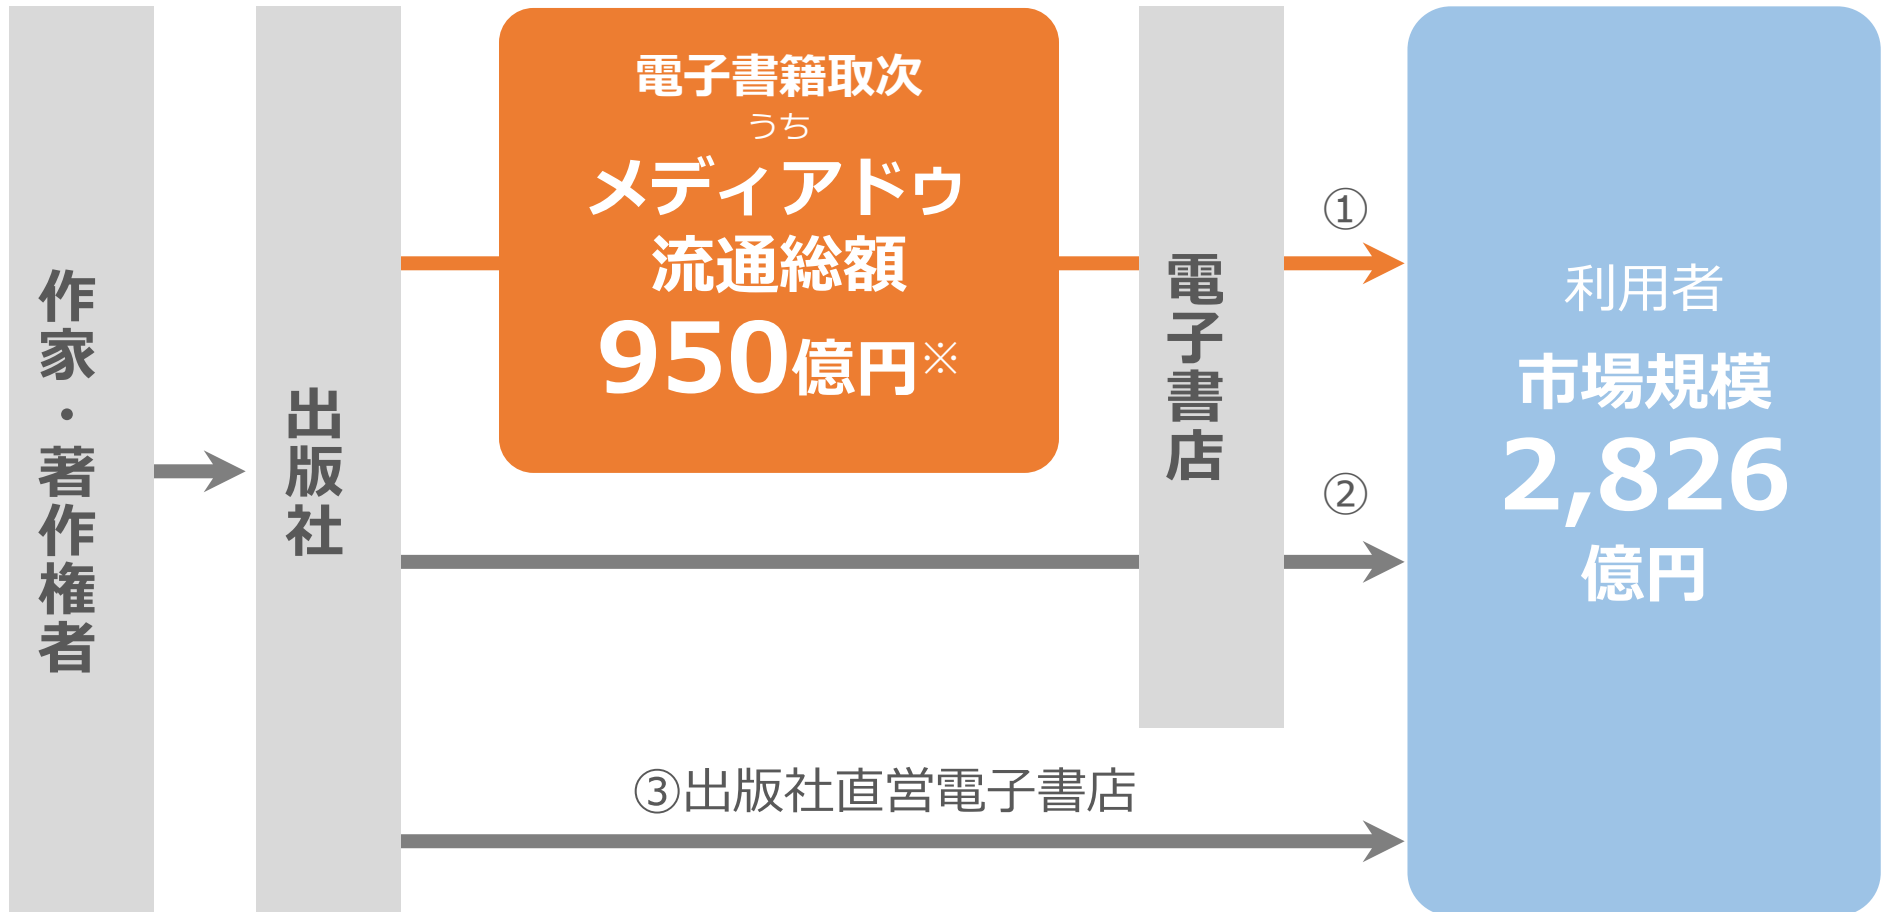 作家・著作権者
出版社
電子書籍取次
うち
メディアドゥ
流通総額
950億円※
電子書店
①
②
③出版社直営電子書店
利用者
市場規模
2,826
億円